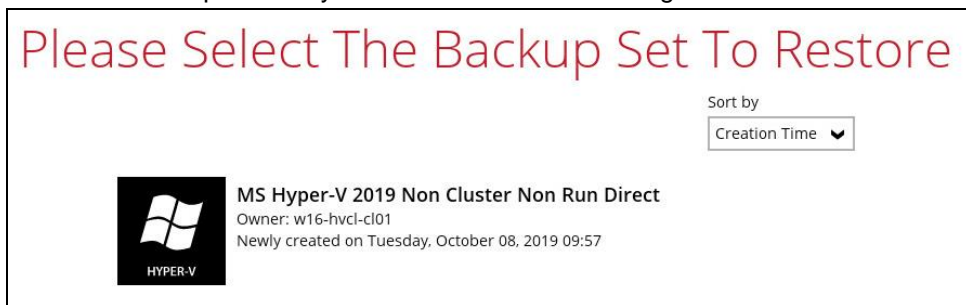 Please Select The Backup Set To Restore
Sort by
Creation Time
MS Hyper-V 2019 Non Cluster Non Run Direct
Owner: w16-hvcl-cl01
Newly created on Tuesday, October 08, 2019 09:57
HYPER-V